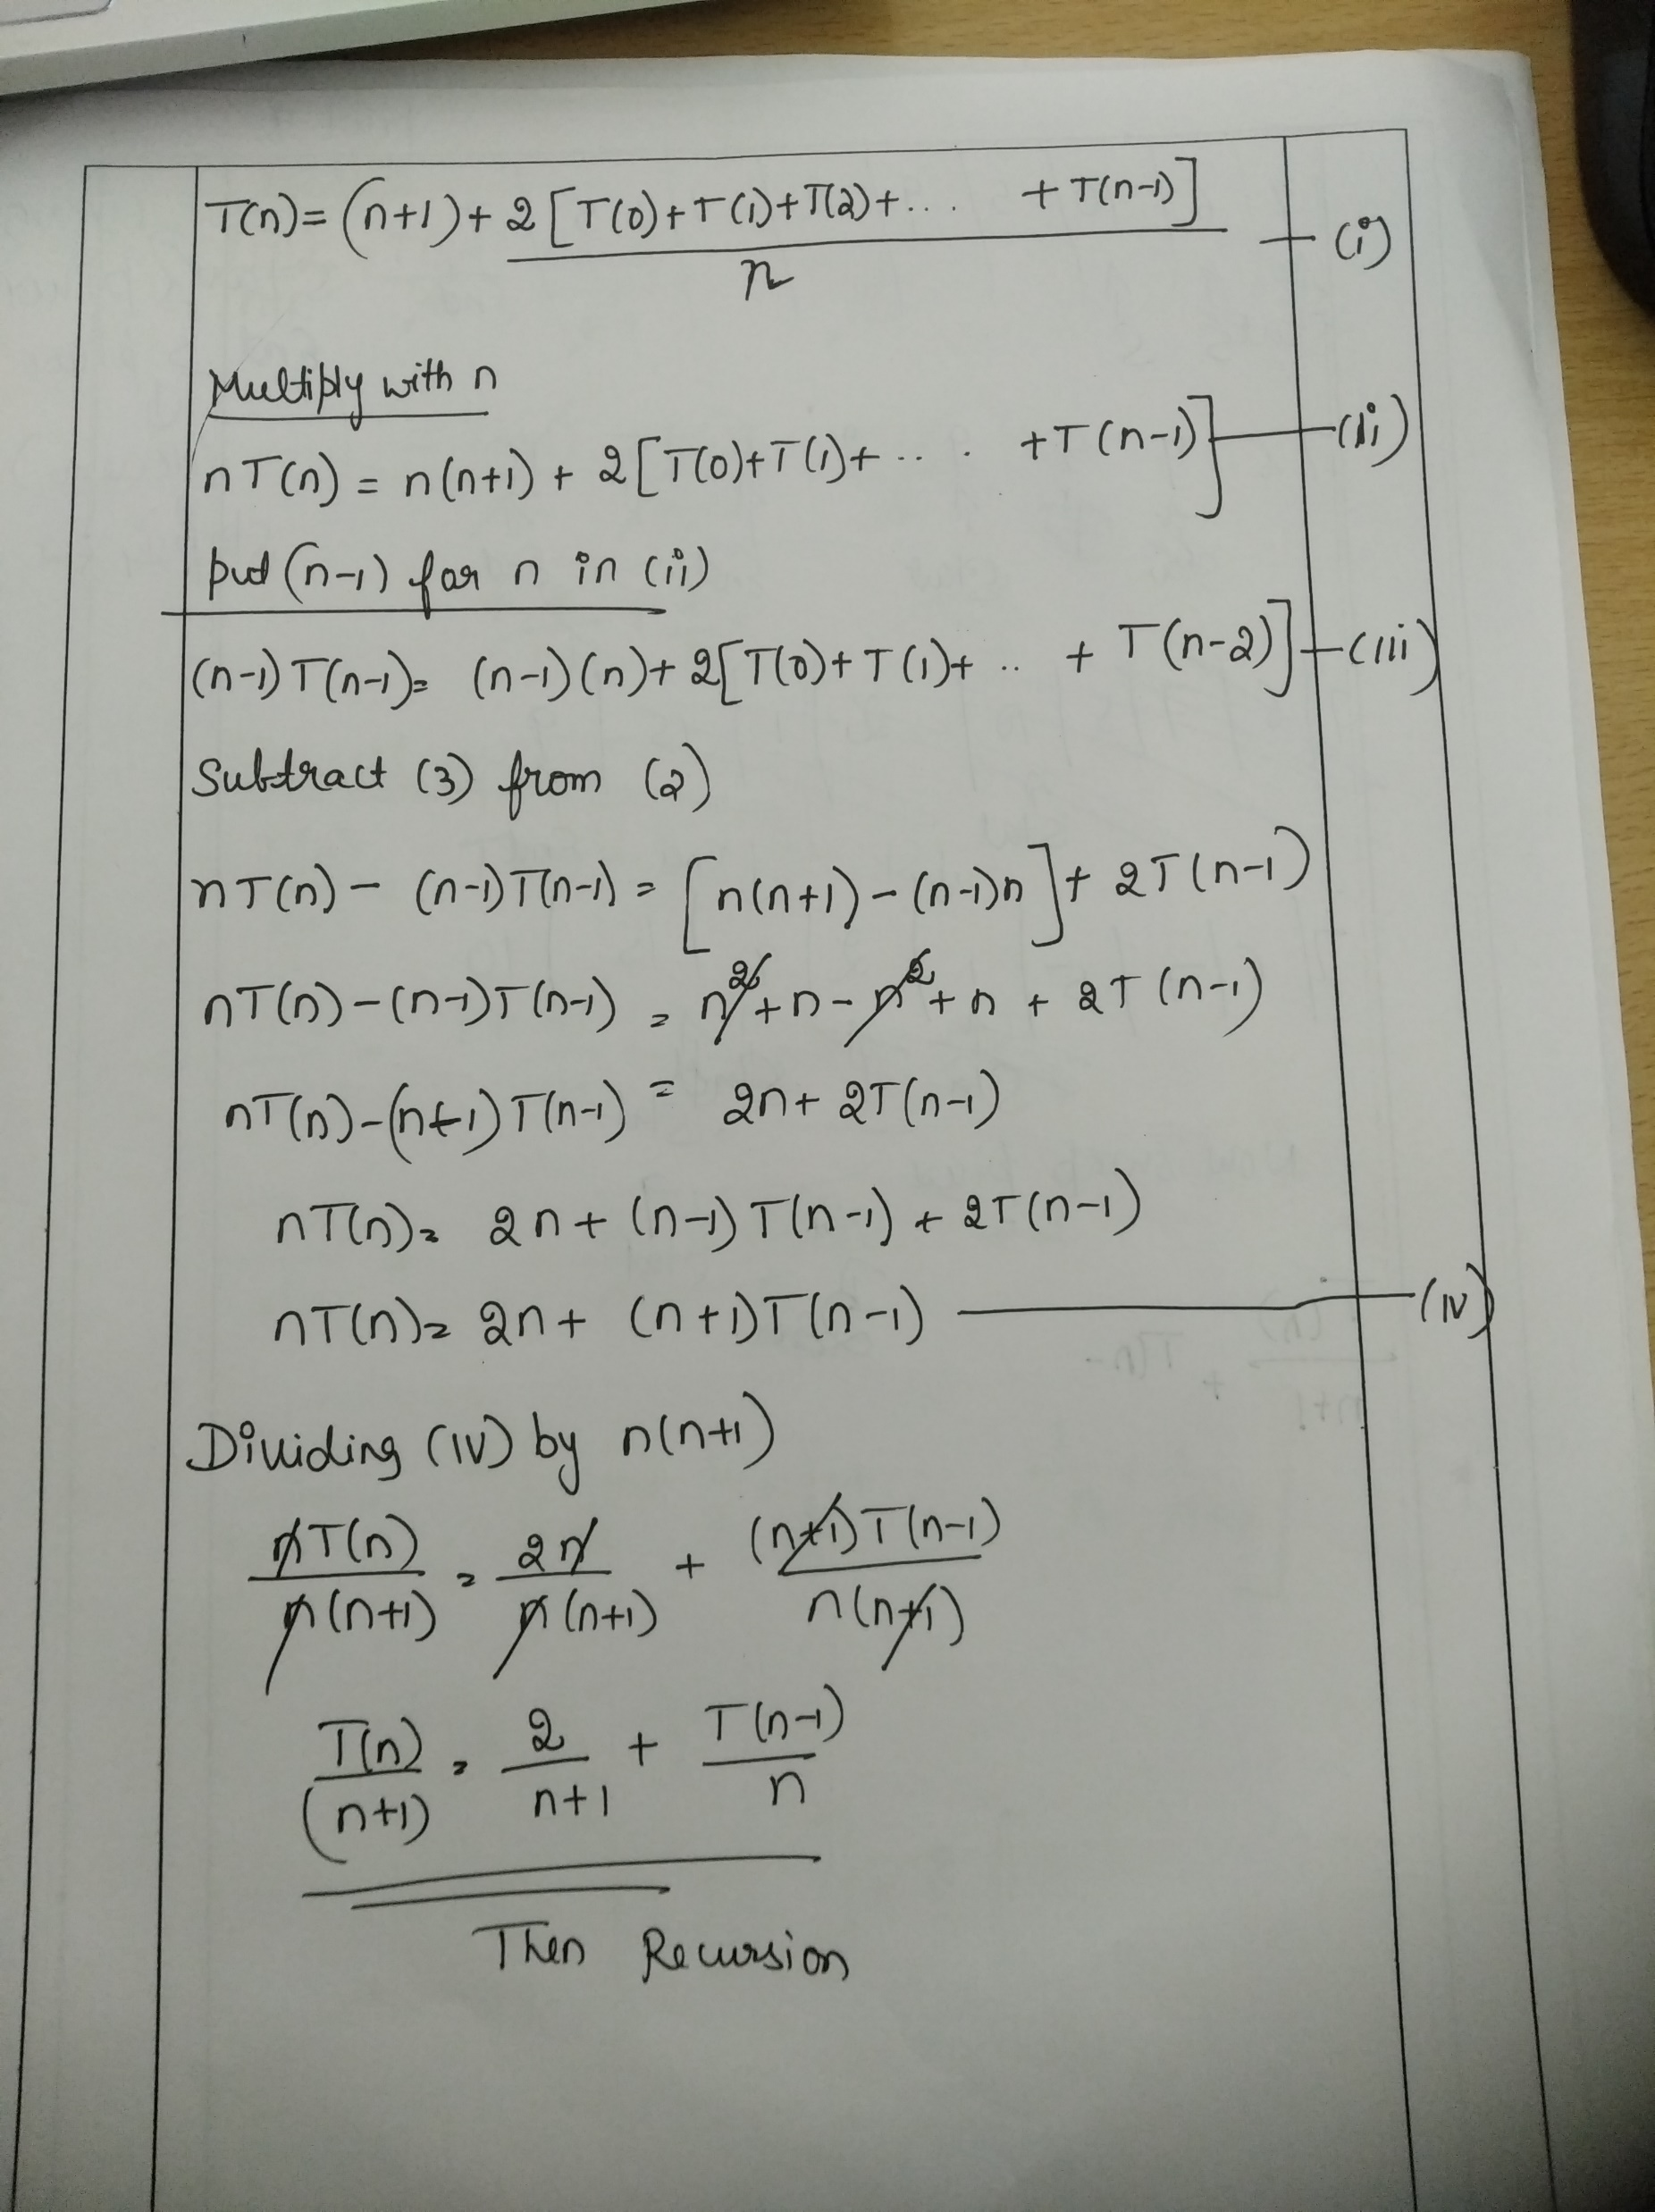 T(n) = (n+1) + 2[T(0)+T(1)+T(2)+... +T(n-1)] / n — (i)
Multiply with n
nT(n) = n(n+1) + 2[T(0)+T(1)+... . +T(n-1)] — (ii)
put (n-1) for n in (ii)
(n-1)T(n-1) = (n-1)(n) + 2[T(0)+T(1)+ .. + T(n-2)] — (iii)
Subtract (3) from (2)
nT(n) - (n-1)T(n-1) = [n(n+1) - (n-1)n] + 2T(n-1)
nT(n) - (n-1)T(n-1) = n²+n-n²+n + 2T(n-1)
nT(n) - (n-1)T(n-1) = 2n + 2T(n-1)
nT(n) = 2n + (n-1)T(n-1) + 2T(n-1)
nT(n) = 2n + (n+1)T(n-1) — (iv)
Dividing (iv) by n(n+1)
nT(n) / n(n+1) = 2n / n(n+1) + (n+1)T(n-1) / n(n+1)
T(n) / (n+1) = 2 / n+1 + T(n-1) / n
Then Recursion